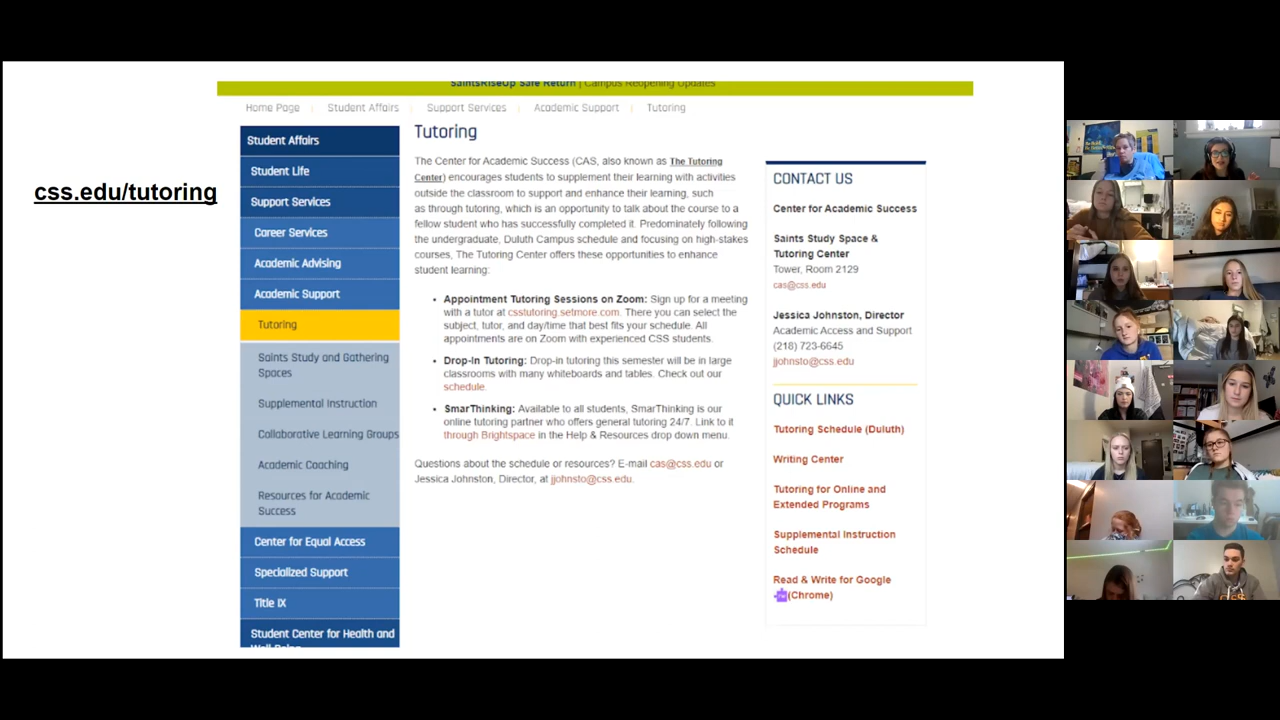 SaintsRiseUp Safe Return | Campus Reopening Updates
Home Page | Student Affairs | Support Services | Academic Support | Tutoring
css.edu/tutoring
Student Affairs
Student Life
Support Services
Career Services
Academic Advising
Academic Support
Tutoring
Saints Study and Gathering
Spaces
Supplemental Instruction
Collaborative Learning Groups
Academic Coaching
Resources for Academic
Success
Center for Equal Access
Specialized Support
Title IX
Student Center for Health and
Well-Being
Tutoring
The Center for Academic Success (CAS, also known as The Tutoring
Center) encourages students to supplement their learning with activities
outside the classroom to support and enhance their learning, such
as through tutoring, which is an opportunity to talk about the course to a
fellow student who has successfully completed it. Predominately following
the undergraduate, Duluth Campus schedule and focusing on high-stakes
courses, The Tutoring Center offers these opportunities to enhance
student learning:
• Appointment Tutoring Sessions on Zoom: Sign up for a meeting
with a tutor at csstutoring.setmore.com. There you can select the
subject, tutor, and day/time that best fits your schedule. All
appointments are on Zoom with experienced CSS students.
• Drop-In Tutoring: Drop-in tutoring this semester will be in large
classrooms with many whiteboards and tables. Check out our
schedule.
• SmarThinking: Available to all students, SmarThinking is our
online tutoring partner who offers general tutoring 24/7. Link to it
through Brightspace in the Help & Resources drop down menu.
Questions about the schedule or resources? E-mail cas@css.edu or
Jessica Johnston, Director, at jjohnsto@css.edu.
CONTACT US
Center for Academic Success
Saints Study Space &
Tutoring Center
Tower, Room 2129
cas@css.edu
Jessica Johnston, Director
Academic Access and Support
(218) 723-6645
jjohnsto@css.edu
QUICK LINKS
Tutoring Schedule (Duluth)
Writing Center
Tutoring for Online and
Extended Programs
Supplemental Instruction
Schedule
Read & Write for Google
(Chrome)